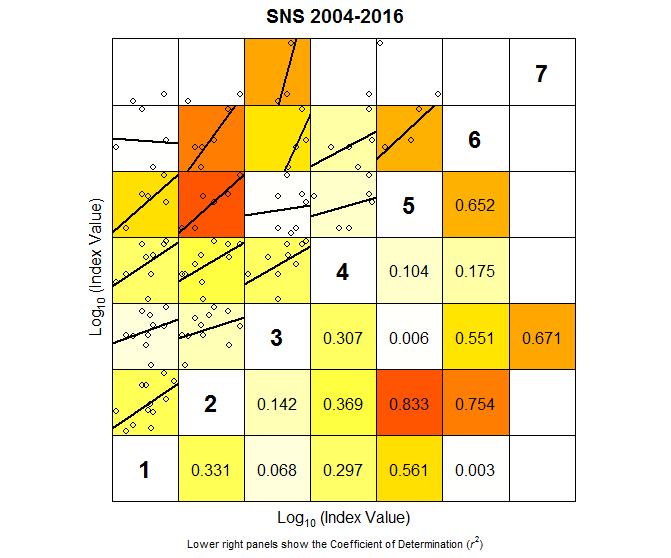 SNS 2004-2016
7
6
5 0.652
4 0.104 0.175
3 0.307 0.006 0.551 0.671
2 0.142 0.369 0.833 0.754
1 0.331 0.068 0.297 0.561 0.003
Log10 (Index Value)
Log10 (Index Value)
Lower right panels show the Coefficient of Determination (r2)